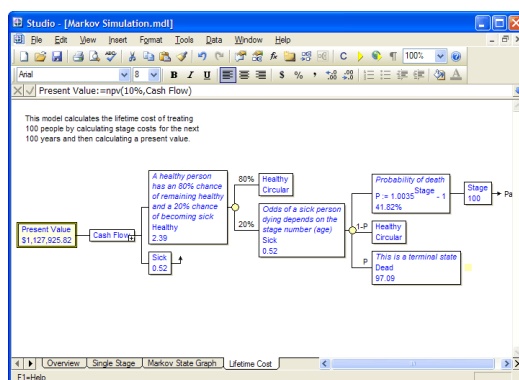 Studio - [Markov Simulation.mdl]
File Edit View Insert Format Tools Data Window Help
100%
Arial 8 B I U $ % ,
Present Value:=npv(10%,Cash Flow)
This model calculates the lifetime cost of treating
100 people by calculating stage costs for the next
100 years and then calculating a present value.
Present Value
$1,127,925.82
Cash Flow
A healthy person
has an 80% chance
of remaining healthy
and a 20% chance
of becoming sick
Healthy
2.39
Sick
0.52
80%
Healthy
Circular
20%
Odds of a sick person
dying depends on the
stage number (age)
Sick
0.52
Probability of death
P := 1.0035^Stage - 1
41.82%
Stage
100
Pa
1-P
Healthy
Circular
P
This is a terminal state
Dead
97.09
Overview Single Stage Markov State Graph Lifetime Cost
F1=Help